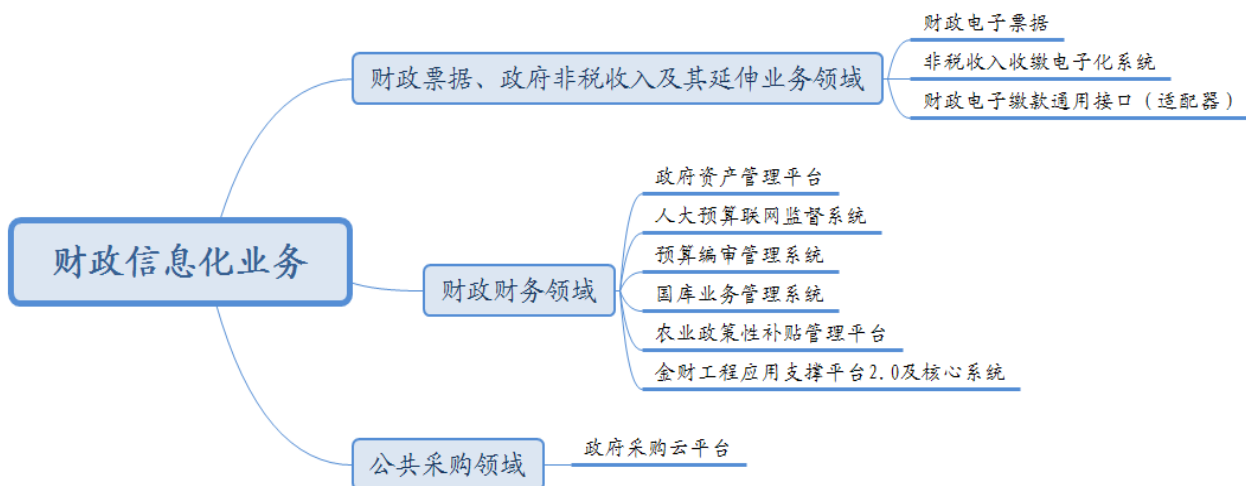 财政信息化业务
财政票据、政府非税收入及其延伸业务领域
财政电子票据
非税收入收缴电子化系统
财政电子缴款通用接口（适配器）
财政财务领域
政府资产管理平台
人大预算联网监督系统
预算编审管理系统
国库业务管理系统
农业政策性补贴管理平台
金财工程应用支撑平台2.0及核心系统
公共采购领域
政府采购云平台